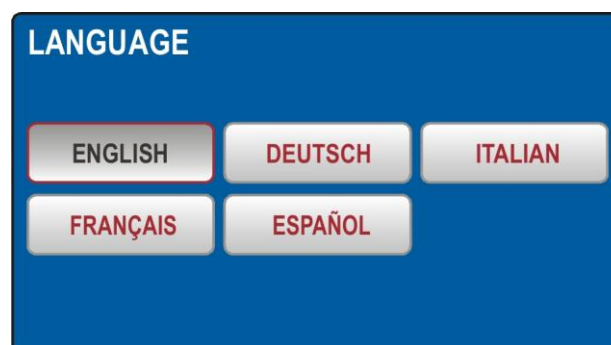 LANGUAGE
ENGLISH DEUTSCH ITALIAN
FRANÇAIS ESPAÑOL